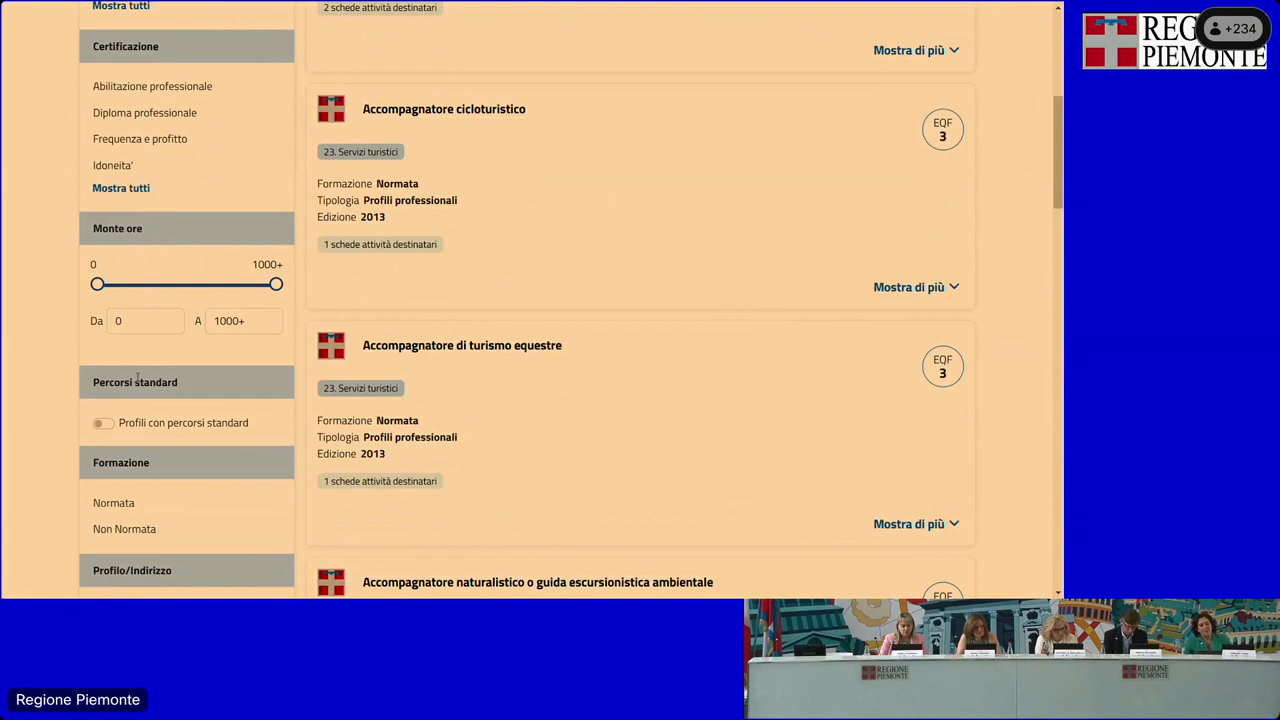 Mostra tutti
Certificazione
Abilitazione professionale
Diploma professionale
Frequenza e profitto
Idoneita'
Mostra tutti
Monte ore
0 1000+
Da 0 A 1000+
Percorsi standard
Profili con percorsi standard
Formazione
Normata
Non Normata
Profilo/Indirizzo
2 schede attività destinatari
Mostra di più
Accompagnatore cicloturistico
EQF
3
23. Servizi turistici
Formazione Normata
Tipologia Profili professionali
Edizione 2013
1 schede attività destinatari
Mostra di più
Accompagnatore di turismo equestre
EQF
3
23. Servizi turistici
Formazione Normata
Tipologia Profili professionali
Edizione 2013
1 schede attività destinatari
Mostra di più
Accompagnatore naturalistico o guida escursionistica ambientale
EQF
+234
PIEMONTE
REGIONE
PIEMONTE
REGIONE
PIEMONTE
Regione Piemonte